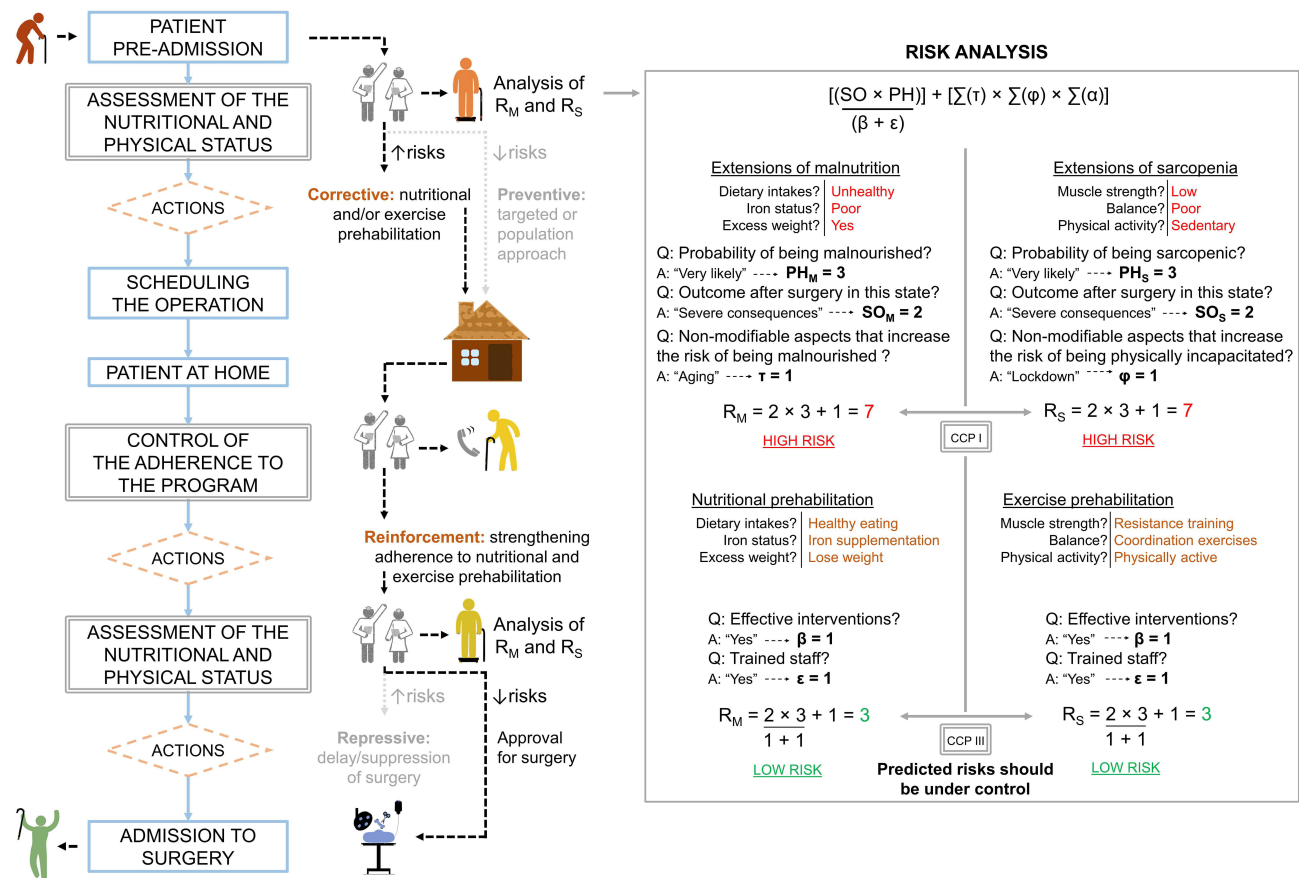 PATIENT
PRE-ADMISSION
ASSESSMENT OF THE
NUTRITIONAL AND
PHYSICAL STATUS
ACTIONS
SCHEDULING
THE OPERATION
PATIENT AT HOME
CONTROL OF
THE ADHERENCE TO
THE PROGRAM
ACTIONS
ASSESSMENT OF THE
NUTRITIONAL AND
PHYSICAL STATUS
ACTIONS
ADMISSION TO
SURGERY
Analysis of
R_M and R_S
↑risks
↓risks
Corrective: nutritional
and/or exercise
prehabilitation
Preventive:
targeted or
population
approach
Reinforcement: strengthening
adherence to nutritional and
exercise prehabilitation
Analysis of
R_M and R_S
↑risks
↓risks
Repressive:
delay/suppression
of surgery
Approval
for surgery
RISK ANALYSIS
[(SO × PH)] + [∑(τ) × ∑(φ) × ∑(α)]
(β + ε)
Extensions of malnutrition
Dietary intakes? Unhealthy
Iron status? Poor
Excess weight? Yes
Q: Probability of being malnourished?
A: “Very likely” PH_M = 3
Q: Outcome after surgery in this state?
A: “Severe consequences” SO_M = 2
Q: Non-modifiable aspects that increase
the risk of being malnourished ?
A: “Aging” τ = 1
R_M = 2 × 3 + 1 = 7
HIGH RISK
Extensions of sarcopenia
Muscle strength? Low
Balance? Poor
Physical activity? Sedentary
Q: Probability of being sarcopenic?
A: “Very likely” PH_S = 3
Q: Outcome after surgery in this state?
A: “Severe consequences” SO_S = 2
Q: Non-modifiable aspects that increase
the risk of being physically incapacitated?
A: “Lockdown” φ = 1
R_S = 2 × 3 + 1 = 7
HIGH RISK
CCP I
Nutritional prehabilitation
Dietary intakes? Healthy eating
Iron status? Iron supplementation
Excess weight? Lose weight
Q: Effective interventions?
A: “Yes” β = 1
Q: Trained staff?
A: “Yes” ε = 1
R_M = 2 × 3 + 1 = 3
1 + 1
LOW RISK
Exercise prehabilitation
Muscle strength? Resistance training
Balance? Coordination exercises
Physical activity? Physically active
Q: Effective interventions?
A: “Yes” β = 1
Q: Trained staff?
A: “Yes” ε = 1
R_S = 2 × 3 + 1 = 3
1 + 1
LOW RISK
CCP III
Predicted risks should
be under control